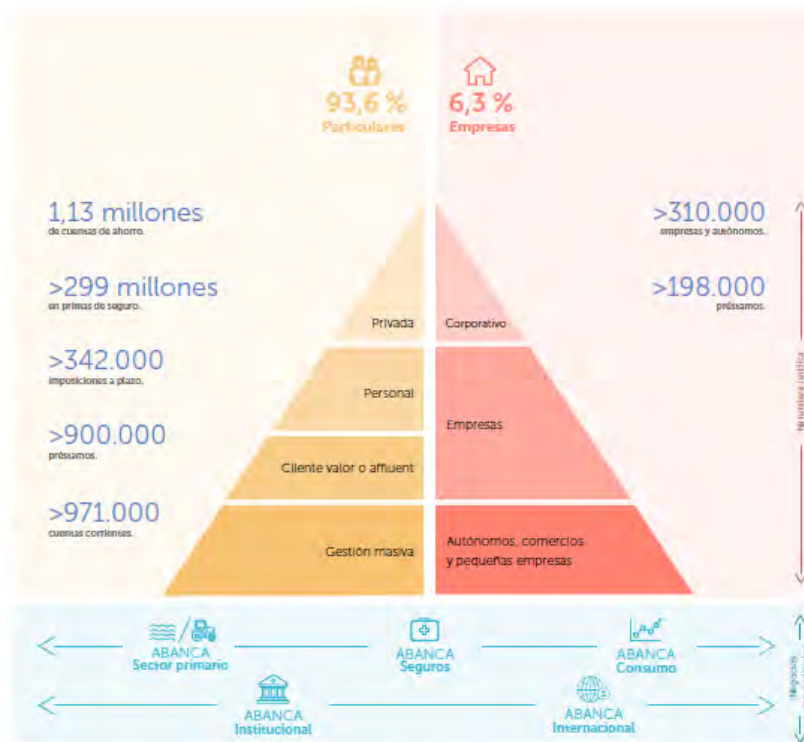 93,6 %
Particulares
6,3 %
Empresas
1,13 millones
de cuentas de ahorro.
>299 millones
en primas de seguro.
>342.000
imposiciones a plazo.
>900.000
préstamos.
>971.000
cuentas corrientes.
>310.000
empresas y autónomos.
>198.000
préstamos.
Privada
Corporativo
Personal
Empresas
Cliente valor o affluent
Gestión masiva
Autónomos, comercios
y pequeñas empresas
Naturaleza jurídica
ABANCA
Sector primario
ABANCA
Seguros
ABANCA
Consumo
ABANCA
Institucional
ABANCA
Internacional
Negocios